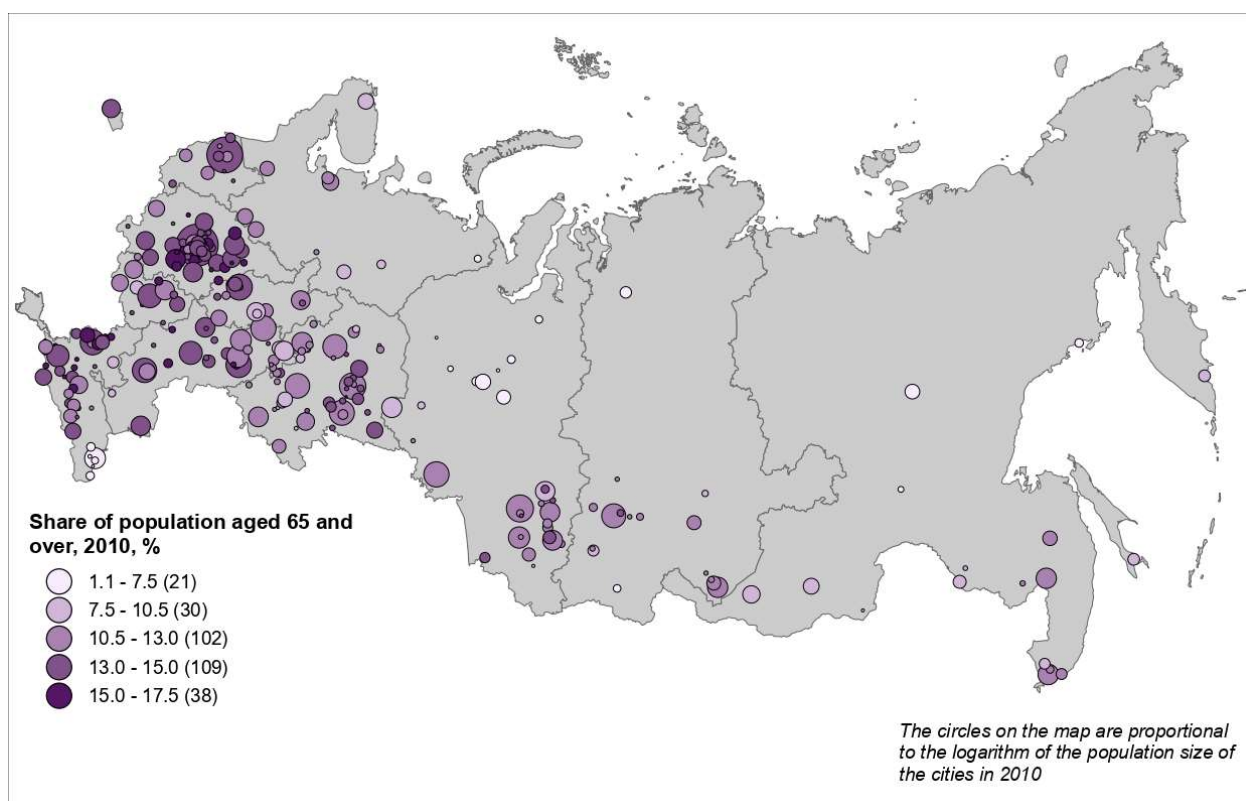 Share of population aged 65 and
over, 2010, %
1.1 - 7.5 (21)
7.5 - 10.5 (30)
10.5 - 13.0 (102)
13.0 - 15.0 (109)
15.0 - 17.5 (38)
The circles on the map are proportional
to the logarithm of the population size of
the cities in 2010